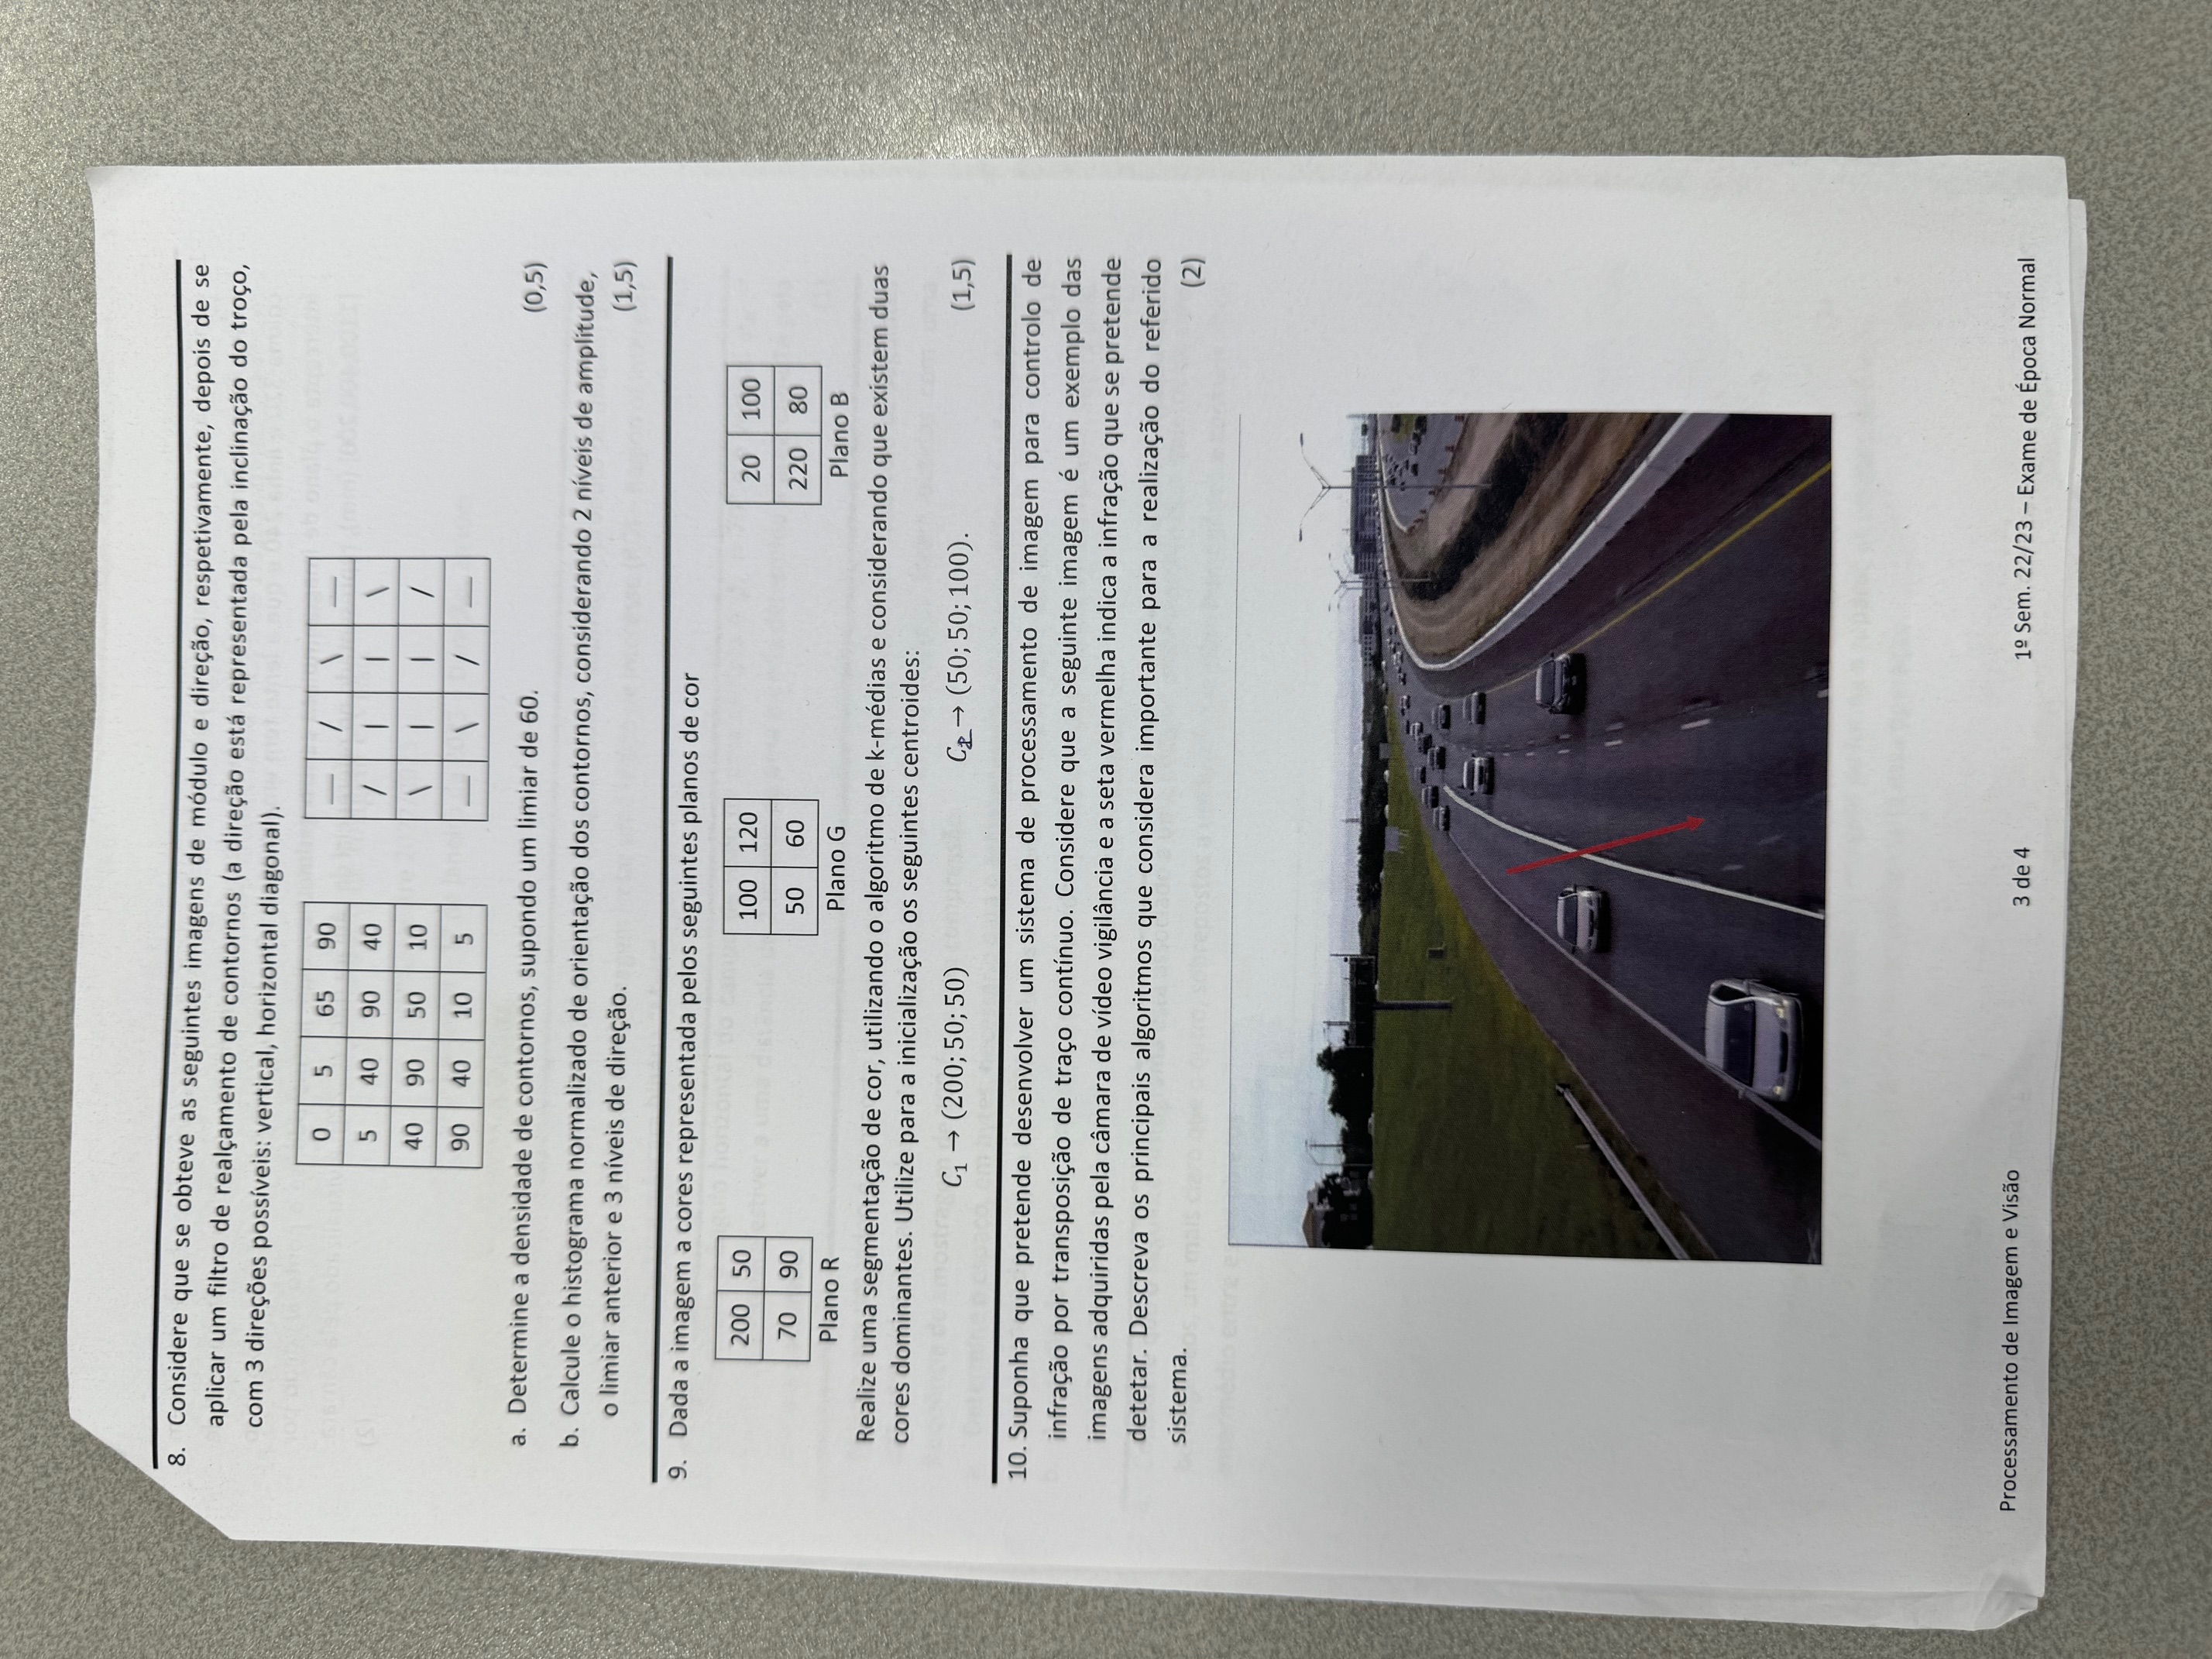 8. Considere que se obteve as seguintes imagens de módulo e direção, respetivamente, depois de se
aplicar um filtro de realçamento de contornos (a direção está representada pela inclinação do troço,
com 3 direções possíveis: vertical, horizontal diagonal).
0 5 65 90 — / \ —
5 40 90 40 / | | \
40 90 50 10 \ | | /
90 40 10 5 — \ / —
a. Determine a densidade de contornos, supondo um limiar de 60. (0,5)
b. Calcule o histograma normalizado de orientação dos contornos, considerando 2 níveis de amplitude,
o limiar anterior e 3 níveis de direção. (1,5)
9. Dada a imagem a cores representada pelos seguintes planos de cor
200 50 100 120 20 100
70 90 50 60 220 80
Plano R Plano G Plano B
Realize uma segmentação de cor, utilizando o algoritmo de k-médias e considerando que existem duas
cores dominantes. Utilize para a inicialização os seguintes centroides:
C₁ → (200; 50; 50) C₂ → (50; 50; 100). (1,5)
10. Suponha que pretende desenvolver um sistema de processamento de imagem para controlo de
infração por transposição de traço contínuo. Considere que a seguinte imagem é um exemplo das
imagens adquiridas pela câmara de vídeo vigilância e a seta vermelha indica a infração que se pretende
detetar. Descreva os principais algoritmos que considera importante para a realização do referido
sistema. (2)
Processamento de Imagem e Visão 3 de 4 1º Sem. 22/23 – Exame de Época Normal